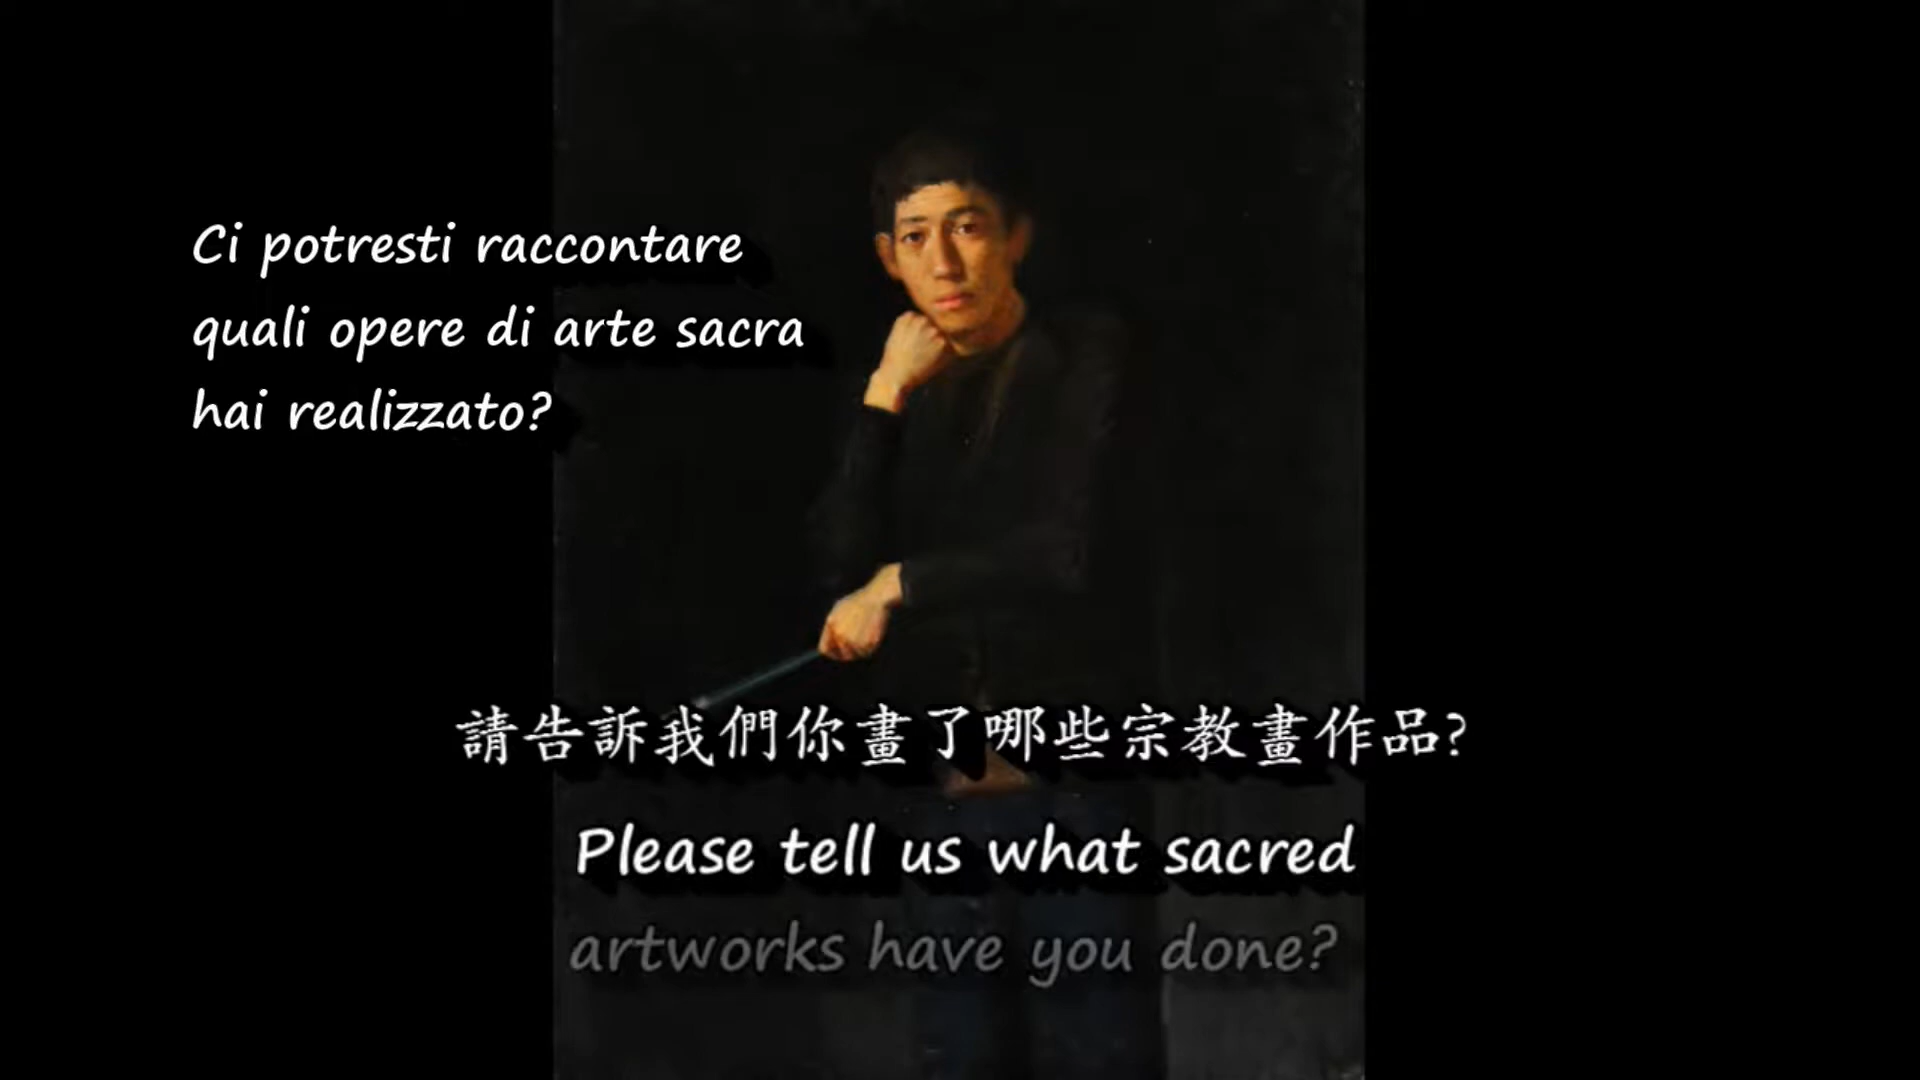 Ci potresti raccontare
quali opere di arte sacra
hai realizzato?
請告訴我們你畫了哪些宗教畫作品?
Please tell us what sacred
artworks have you done?